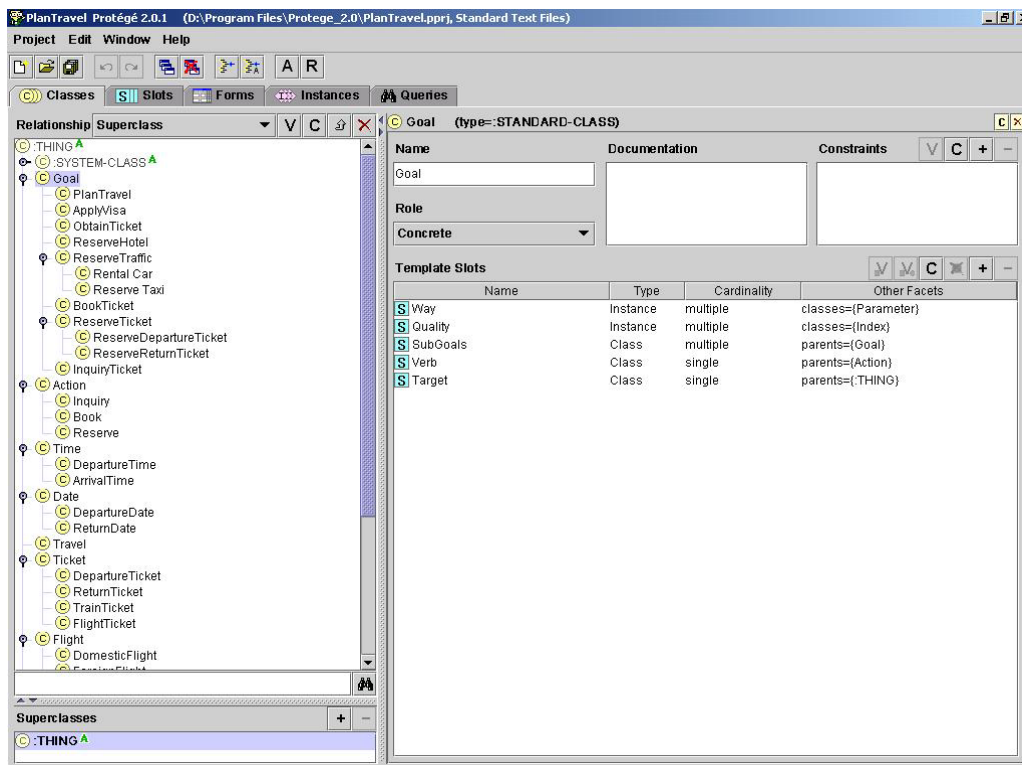 PlanTravel Protégé 2.0.1 (D:\Program Files\Protege_2.0\PlanTravel.pprj, Standard Text Files)
Project Edit Window Help
A R
C Classes S Slots Forms Instances Queries
Relationship Superclass V C
C :THING A
C :SYSTEM-CLASS A
C Goal
C PlanTravel
C ApplyVisa
C ObtainTicket
C ReserveHotel
C ReserveTraffic
C Rental Car
C Reserve Taxi
C BookTicket
C ReserveTicket
C ReserveDepartureTicket
C ReserveReturnTicket
C InquiryTicket
C Action
C Inquiry
C Book
C Reserve
C Time
C DepartureTime
C ArrivalTime
C Date
C DepartureDate
C ReturnDate
C Travel
C Ticket
C DepartureTicket
C ReturnTicket
C TrainTicket
C FlightTicket
C Flight
C DomesticFlight
C ForeignFlight
Superclasses + −
C :THING A
C Goal (type=:STANDARD-CLASS) C ×
Name Documentation Constraints V C + −
Goal
Role
Concrete
Template Slots V V C + −
Name Type Cardinality Other Facets
S Way Instance multiple classes={Parameter}
S Quality Instance multiple classes={Index}
S SubGoals Class multiple parents={Goal}
S Verb Class single parents={Action}
S Target Class single parents={:THING}